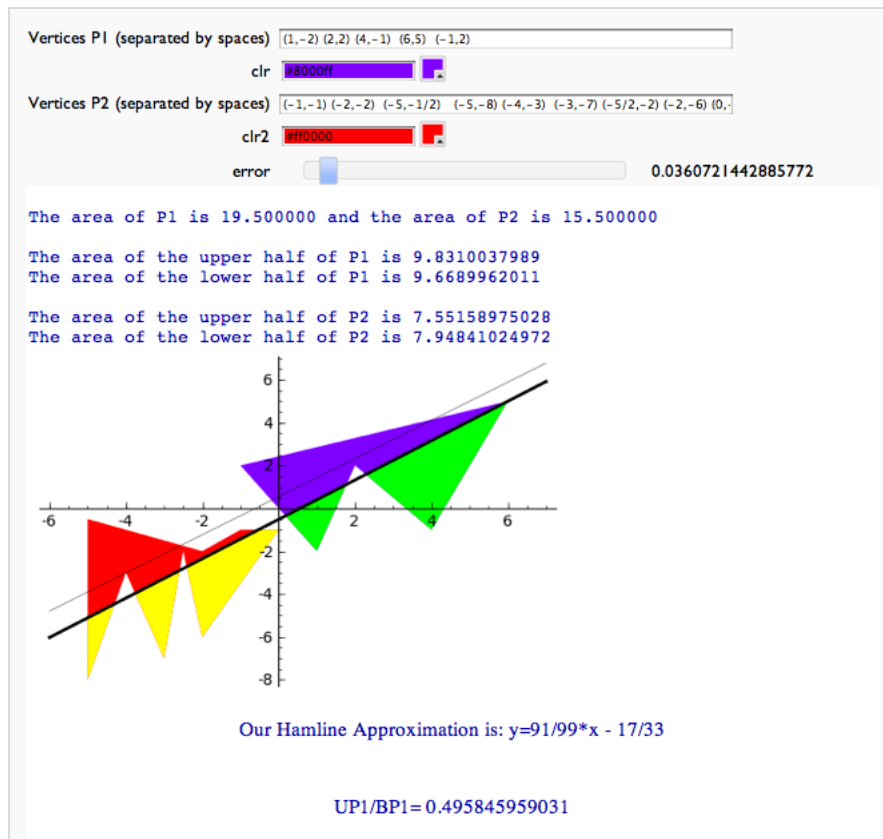 Vertices P1 (separated by spaces) (1,-2) (2,2) (4,-1) (6,5) (-1,2)
clr #8000ff
Vertices P2 (separated by spaces) (-1,-1) (-2,-2) (-5,-1/2) (-5,-8) (-4,-3) (-3,-7) (-5/2,-2) (-2,-6) (0,-
clr2 #ff0000
error 0.0360721442885772
The area of P1 is 19.500000 and the area of P2 is 15.500000
The area of the upper half of P1 is 9.8310037989
The area of the lower half of P1 is 9.6689962011
The area of the upper half of P2 is 7.55158975028
The area of the lower half of P2 is 7.94841024972
6
4
2
-6 -4 -2 2 4 6
-2
-4
-6
-8
Our Hamline Approximation is: y=91/99*x - 17/33
UP1/BP1= 0.495845959031